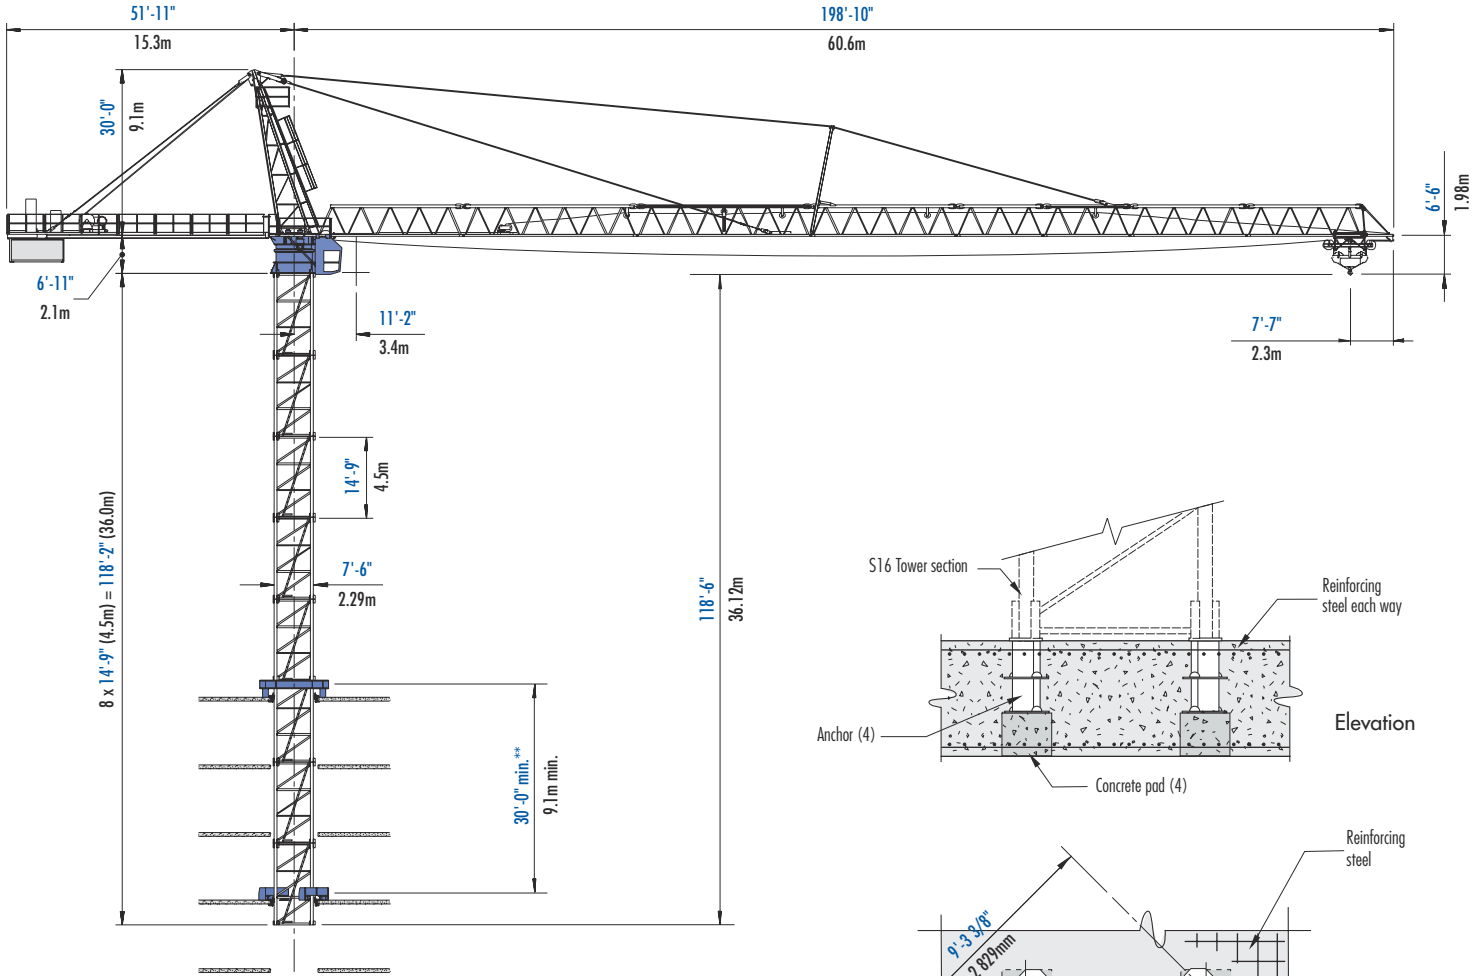 51'-11"
15.3m
198'-10"
60.6m
30'-0"
9.1m
6'-6"
1.98m
6'-11"
2.1m
11'-2"
3.4m
7'-7"
2.3m
14'-9"
4.5m
8 x 14'-9" (4.5m) = 118'-2" (36.0m)
7'-6"
2.29m
118'-6"
36.12m
30'-0" min.**
9.1m min.
S16 Tower section
Reinforcing
steel each way
Anchor (4)
Elevation
Concrete pad (4)
Reinforcing
steel
9'-3 3/8"
2 829mm